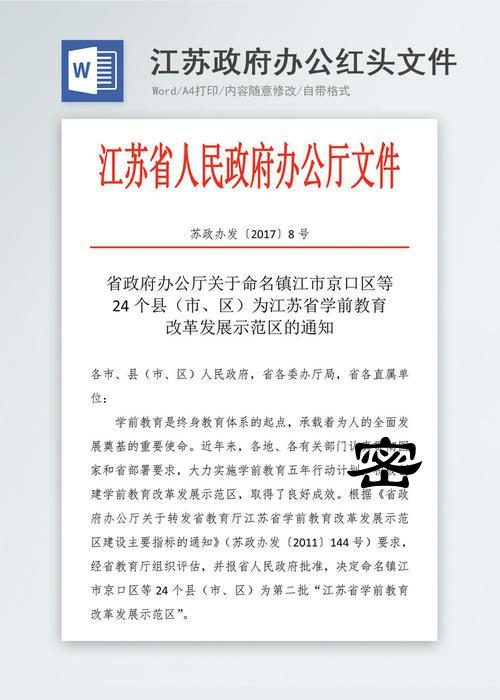 W
江苏政府办公红头文件
Word/A4打印/内容随意修改/自带格式
江苏省人民政府办公厅文件
苏政办发〔2017〕8 号
省政府办公厅关于命名镇江市京口区等
24 个县（市、区）为江苏省学前教育
改革发展示范区的通知
各市、县（市、区）人民政府，省各委办厅局，省各直属单
位：
学前教育是终身教育体系的起点，承载着为人的全面发
展奠基的重要使命。近年来，各地、各有关部门认
家和省部署要求，大力实施学前教育五年行动计划
密
建学前教育改革发展示范区，取得了良好成效。根据《省政
府办公厅关于转发省教育厅江苏省学前教育改革发展示范
区建设主要指标的通知》（苏政办发〔2011〕144 号）要求，
经省教育厅组织评估，并报省人民政府批准，决定命名镇江
市京口区等 24 个县（市、区）为第二批“江苏省学前教育
改革发展示范区”。